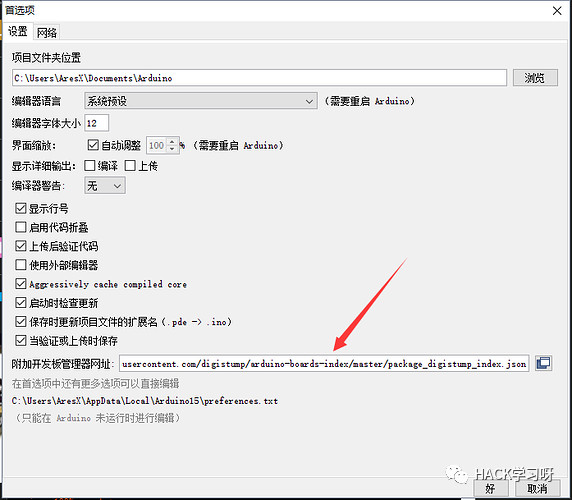 首选项
设置 网络
项目文件夹位置
C:\Users\AresX\Documents\Arduino 浏览
编辑器语言 系统预设 （需要重启 Arduino）
编辑器字体大小 12
界面缩放： 自动调整 100 % （需要重启 Arduino）
显示详细输出： 编译 上传
编译器警告: 无
显示行号
启用代码折叠
上传后验证代码
使用外部编辑器
Aggressively cache compiled core
启动时检查更新
保存时更新项目文件的扩展名（.pde -> .ino）
当验证或上传时保存
附加开发板管理器网址: usercontent.com/digistump/arduino-boards-index/master/package_digistump_index.json
在首选项中还有更多选项可以直接编辑
C:\Users\AresX\AppData\Local\Arduino15\preferences.txt
（只能在 Arduino 未运行时进行编辑）
HACK学习呀
好 取消